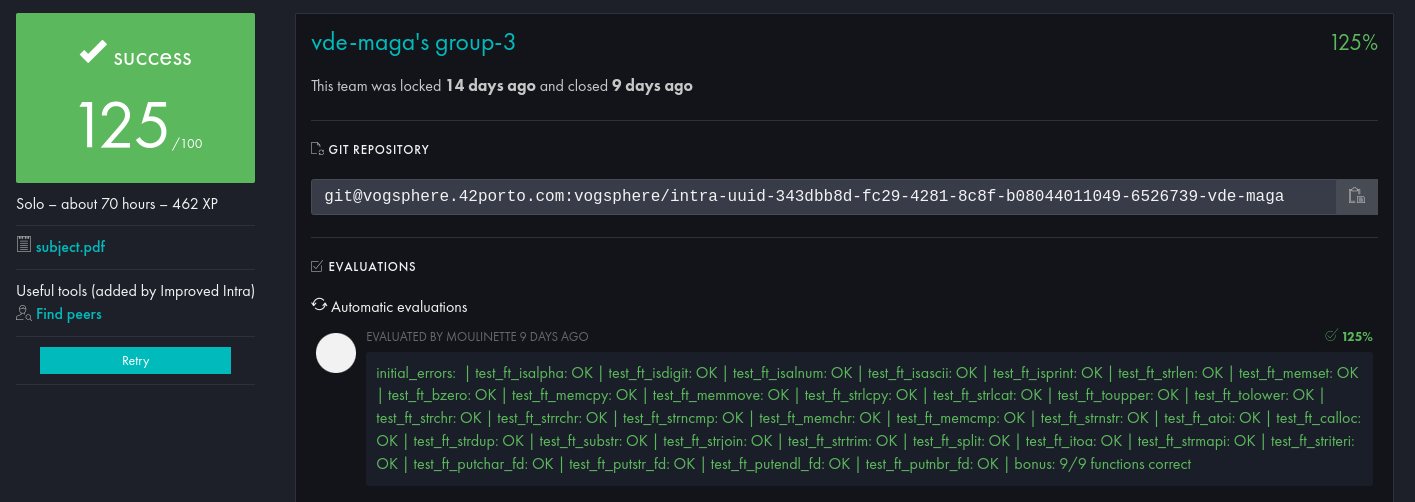 success
125 /100
Solo – about 70 hours – 462 XP
subject.pdf
Useful tools (added by Improved Intra)
Find peers
Retry
vde-maga's group-3
125%
This team was locked 14 days ago and closed 9 days ago
GIT REPOSITORY
git@vogsphere.42porto.com:vogsphere/intra-uuid-343dbb8d-fc29-4281-8c8f-b08044011049-6526739-vde-maga
EVALUATIONS
Automatic evaluations
EVALUATED BY MOULINETTE 9 DAYS AGO
125%
initial_errors: | test_ft_isalpha: OK | test_ft_isdigit: OK | test_ft_isalnum: OK | test_ft_isascii: OK | test_ft_isprint: OK | test_ft_strlen: OK | test_ft_memset: OK
| test_ft_bzero: OK | test_ft_memcpy: OK | test_ft_memmove: OK | test_ft_strlcpy: OK | test_ft_strlcat: OK | test_ft_toupper: OK | test_ft_tolower: OK |
test_ft_strchr: OK | test_ft_strrchr: OK | test_ft_strncmp: OK | test_ft_memchr: OK | test_ft_memcmp: OK | test_ft_strnstr: OK | test_ft_atoi: OK | test_ft_calloc:
OK | test_ft_strdup: OK | test_ft_substr: OK | test_ft_strjoin: OK | test_ft_strtrim: OK | test_ft_split: OK | test_ft_itoa: OK | test_ft_strmapi: OK | test_ft_striteri:
OK | test_ft_putchar_fd: OK | test_ft_putstr_fd: OK | test_ft_putendl_fd: OK | test_ft_putnbr_fd: OK | bonus: 9/9 functions correct